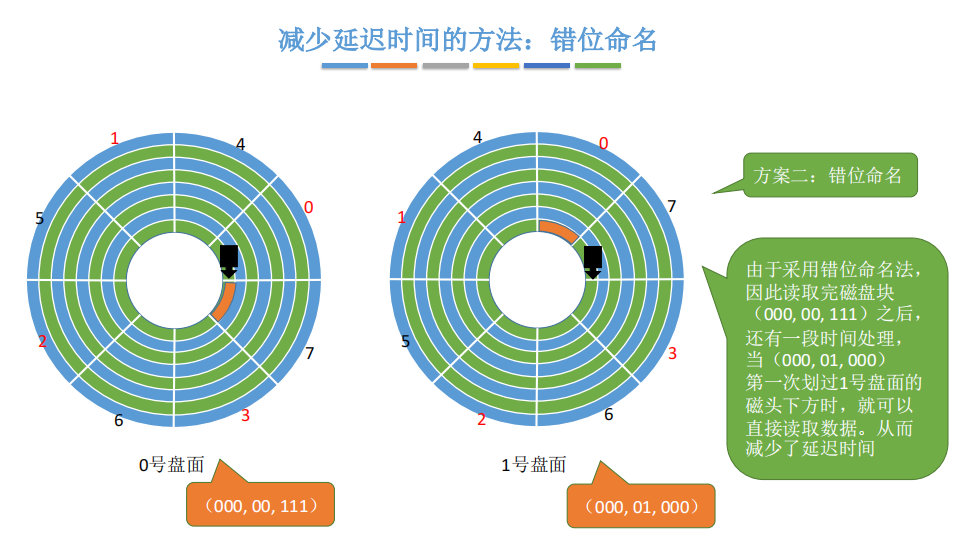 减少延迟时间的方法：错位命名
1
4
5
0
2
7
6
3
4
0
1
7
5
3
2
6
方案二：错位命名
由于采用错位命名法，
因此读取完磁盘块
（000, 00, 111）之后，
还有一段时间处理，
当（000, 01, 000）
第一次划过1号盘面的
磁头下方时，就可以
直接读取数据。从而
减少了延迟时间
0号盘面
1号盘面
（000, 00, 111）
（000, 01, 000）